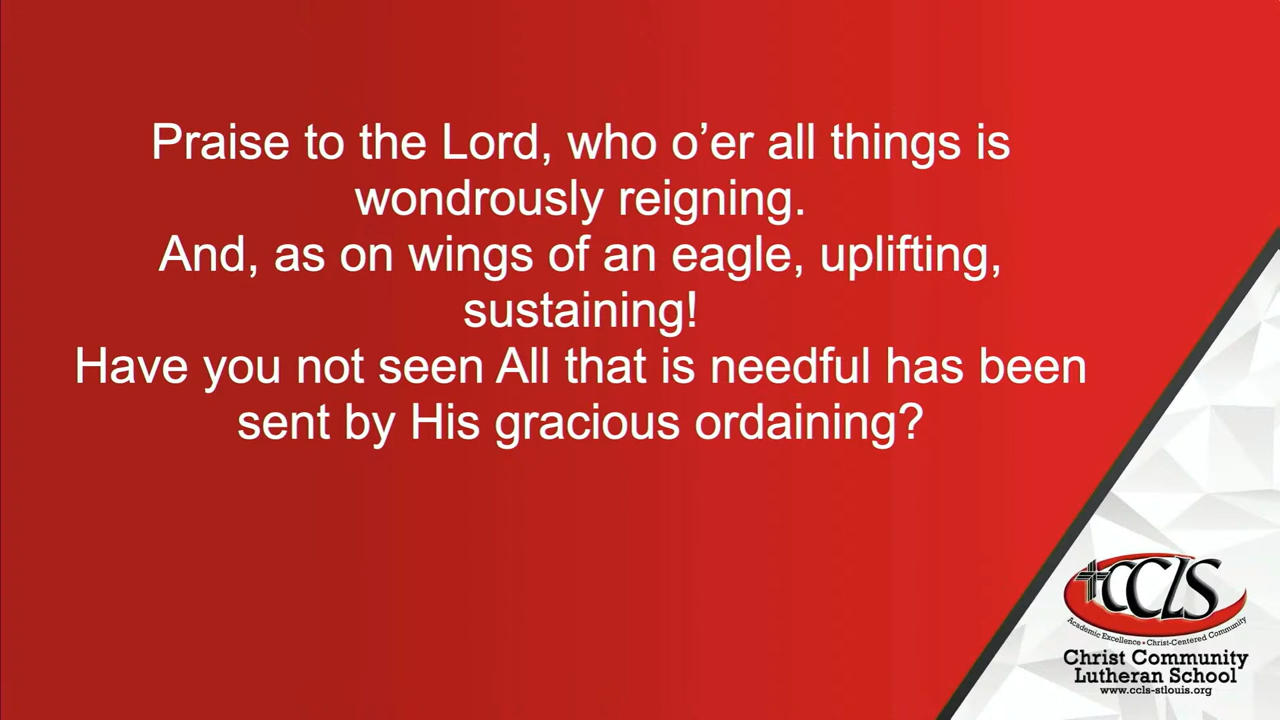 Praise to the Lord, who o’er all things is
wondrously reigning.
And, as on wings of an eagle, uplifting,
sustaining!
Have you not seen All that is needful has been
sent by His gracious ordaining?
CCLS
Academic Excellence • Christ-Centered Community
Christ Community
Lutheran School
www.ccls-stlouis.org